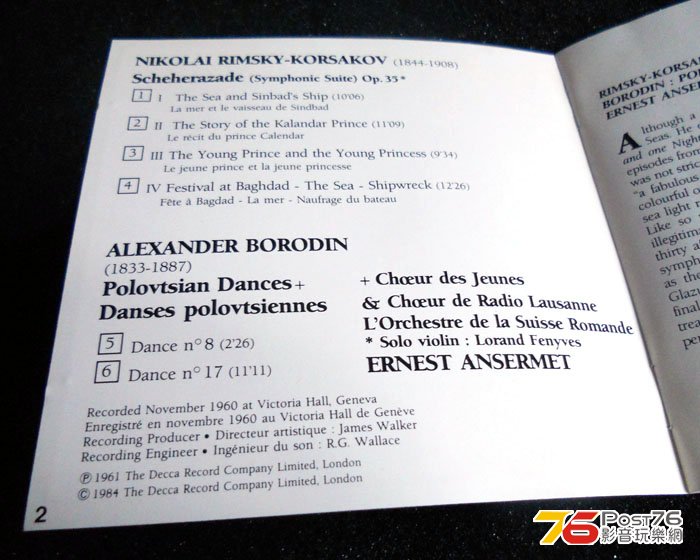 NIKOLAI RIMSKY-KORSAKOV (1844-1908)
Scheherazade (Symphonic Suite) Op. 35*
1 I The Sea and Sinbad's Ship (10'06)
La mer et le vaisseau de Sindbad
2 II The Story of the Kalandar Prince (11'09)
Le récit du prince Calendar
3 III The Young Prince and the Young Princess (9'34)
Le jeune prince et la jeune princesse
4 IV Festival at Baghdad - The Sea - Shipwreck (12'26)
Fête à Bagdad - La mer - Naufrage du bateau
ALEXANDER BORODIN
(1833-1887)
Polovtsian Dances+
Danses polovtsiennes
5 Dance n°8 (2'26)
6 Dance n°17 (11'11)
+ Chœur des Jeunes
& Chœur de Radio Lausanne
L'Orchestre de la Suisse Romande
* Solo violin : Lorand Fenyves
ERNEST ANSERMET
Recorded November 1960 at Victoria Hall, Geneva
Enregistré en novembre 1960 au Victoria Hall de Genève
Recording Producer • Directeur artistique : James Walker
Recording Engineer • Ingénieur du son : R.G. Wallace
℗ 1961 The Decca Record Company Limited, London
© 1984 The Decca Record Company Limited, London
2
RIMSKY-KORSA
BORODIN : PO
ERNEST ANSERM
Although a
Seas. He
and one Nigh
episodes from
was not stric
"a fabulous
colourful o
sea light r
Like so
illegitim
thirty a
symph
as the
Glazu
final
trea
per
76 POST76
影音玩樂網